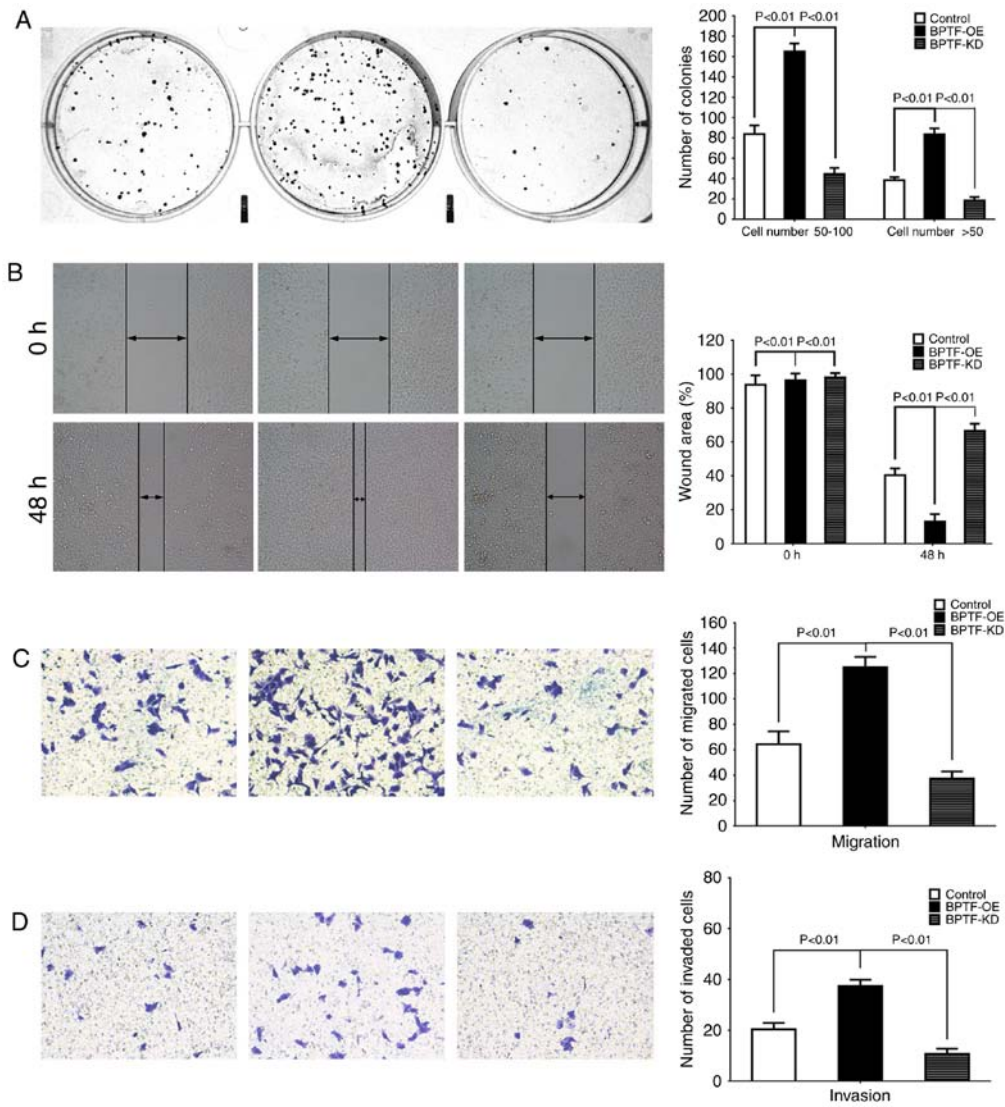 A
Number of colonies
200
180
160
140
120
100
80
60
40
20
0
P<0.01 P<0.01
P<0.01 P<0.01
Control
BPTF-OE
BPTF-KD
Cell number 50-100
Cell number >50
B
0 h
48 h
Wound area (%)
120
100
80
60
40
20
0
P<0.01 P<0.01
P<0.01 P<0.01
Control
BPTF-OE
BPTF-KD
0 h
48 h
C
Number of migrated cells
160
140
120
100
80
60
40
20
0
P<0.01
P<0.01
Control
BPTF-OE
BPTF-KD
Migration
D
Number of invaded cells
80
60
40
20
0
P<0.01
P<0.01
Control
BPTF-OE
BPTF-KD
Invasion